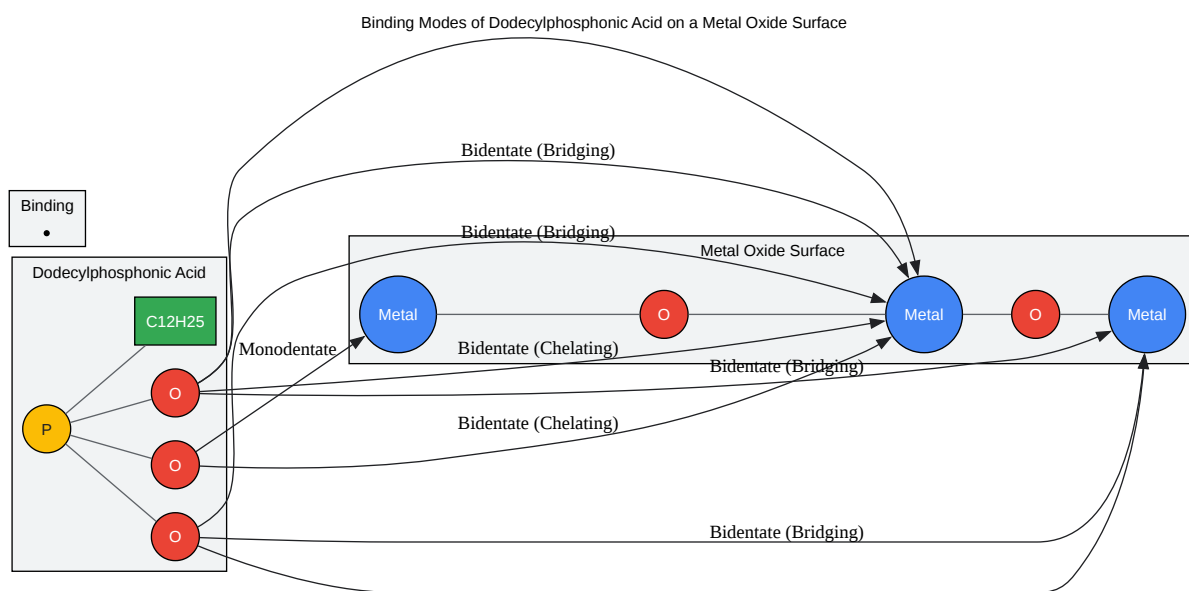 Binding Modes of Dodecylphosphonic Acid on a Metal Oxide Surface
Bidentate (Bridging)
Binding
Bidentate (Bridging)
Metal Oxide Surface
Dodecylphosphonic Acid
C12H25
Metal
O
Metal
O
Metal
Monodentate
Bidentate (Chelating)
Bidentate (Bridging)
O
P
Bidentate (Chelating)
O
O
Bidentate (Bridging)